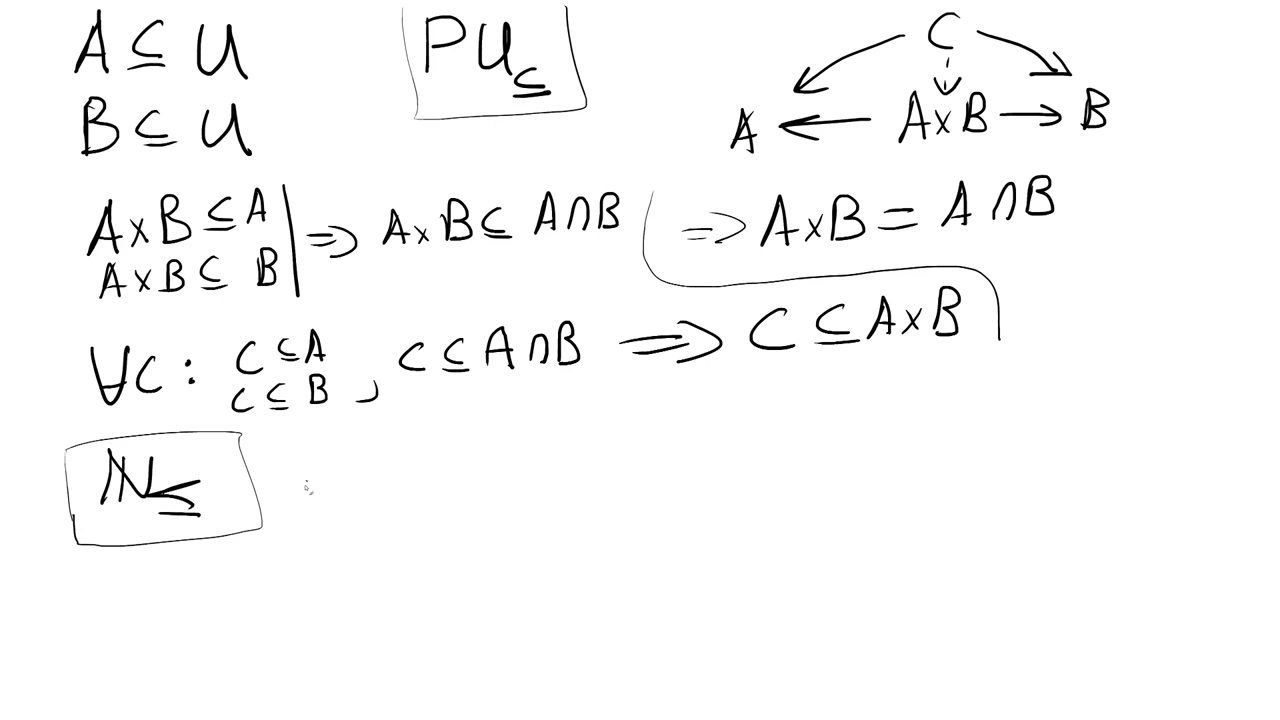 A ⊆ U
PU⊆
C
B ⊆ U
A ← A×B → B
A×B ⊆ A
A×B ⊆ B
⇒ A×B ⊆ A∩B
⇒ A×B = A∩B
∀C : C ⊆ A
C ⊆ B , C ⊆ A∩B ⇒ C ⊆ A×B
ℕ≤